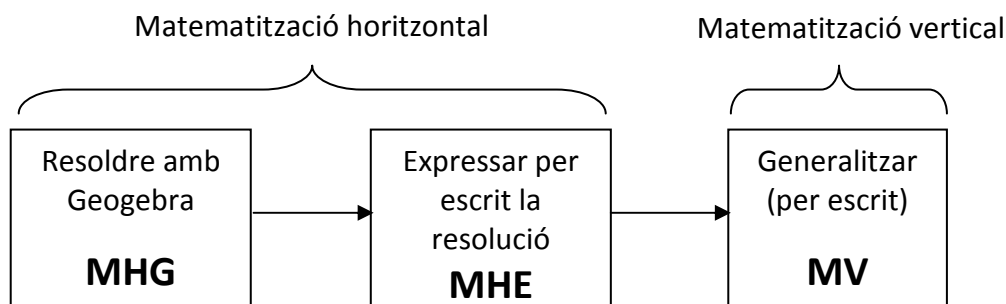 Matematització horitzontal
Matematització vertical
Resoldre amb
Geogebra
MHG
Expressar per
escrit la
resolució
MHE
Generalitzar
(per escrit)
MV